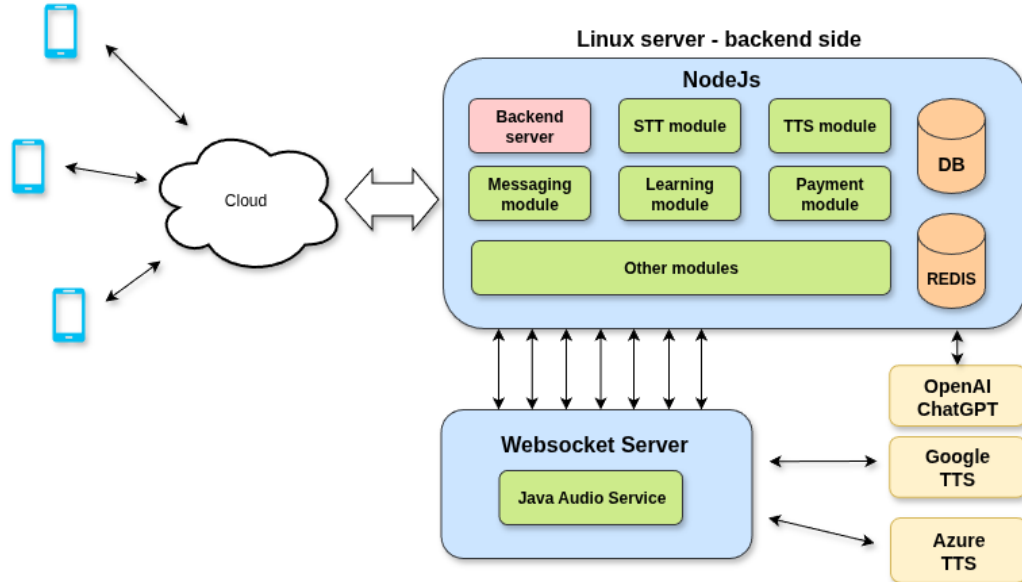 Linux server - backend side
NodeJs
Backend
server
STT module
TTS module
DB
Messaging
module
Learning
module
Payment
module
Cloud
Other modules
REDIS
OpenAI
ChatGPT
Websocket Server
Google
TTS
Java Audio Service
Azure
TTS